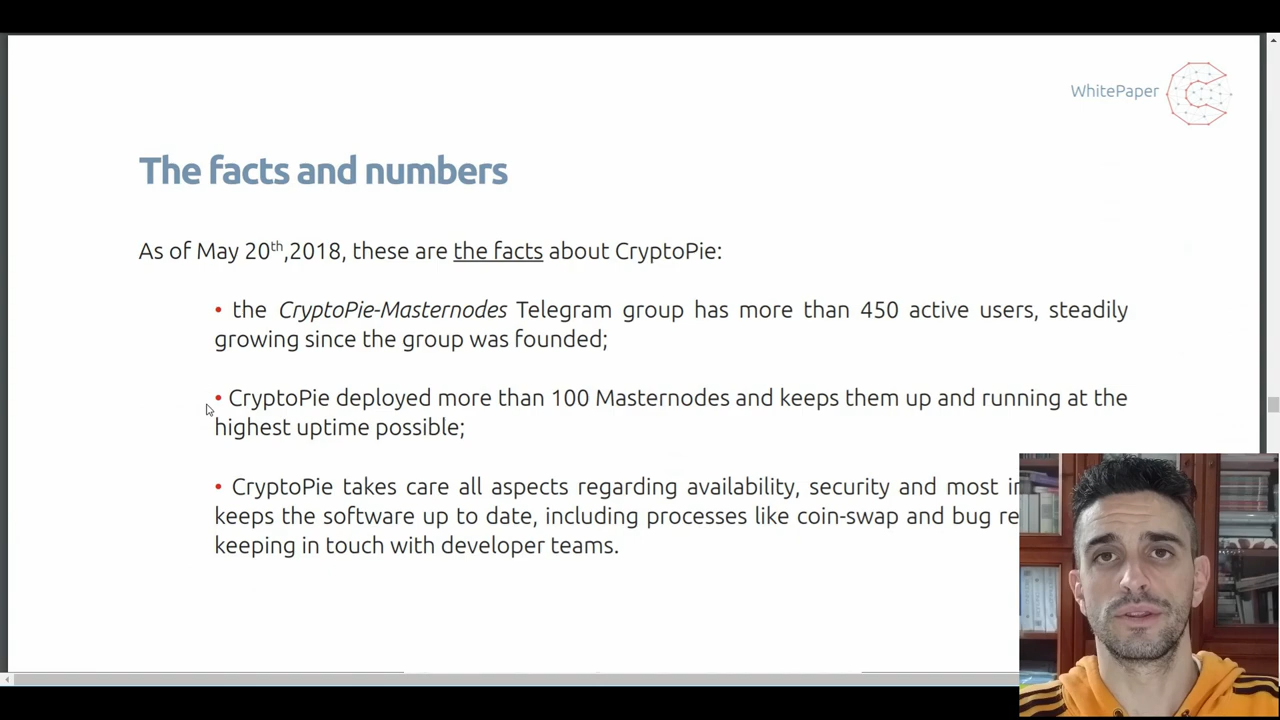 WhitePaper
The facts and numbers
As of May 20th,2018, these are the facts about CryptoPie:
• the CryptoPie-Masternodes Telegram group has more than 450 active users, steadily
growing since the group was founded;
• CryptoPie deployed more than 100 Masternodes and keeps them up and running at the
highest uptime possible;
• CryptoPie takes care all aspects regarding availability, security and most
keeps the software up to date, including processes like coin-swap and bug
keeping in touch with developer teams.